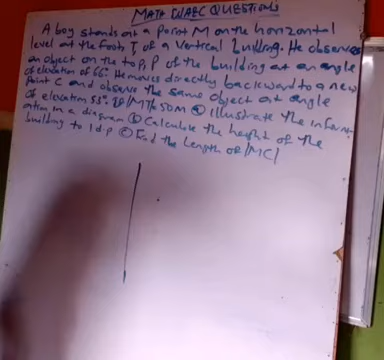 MATH WAEC QUESTIONS
A boy stands at a point M on the horizontal
level at the foot, T of a vertical building. He observes
an object on the top, P of the building at an angle
of elevation of 66° He moves directly backward to a new
Point C and observe the same object at angle
of elevation 53°. If |MT| = 50m (a) Illustrate the inform-
ation in a diagram (b) Calculate the height of the
building to 1 d.p (c) Find the Length of |MC|